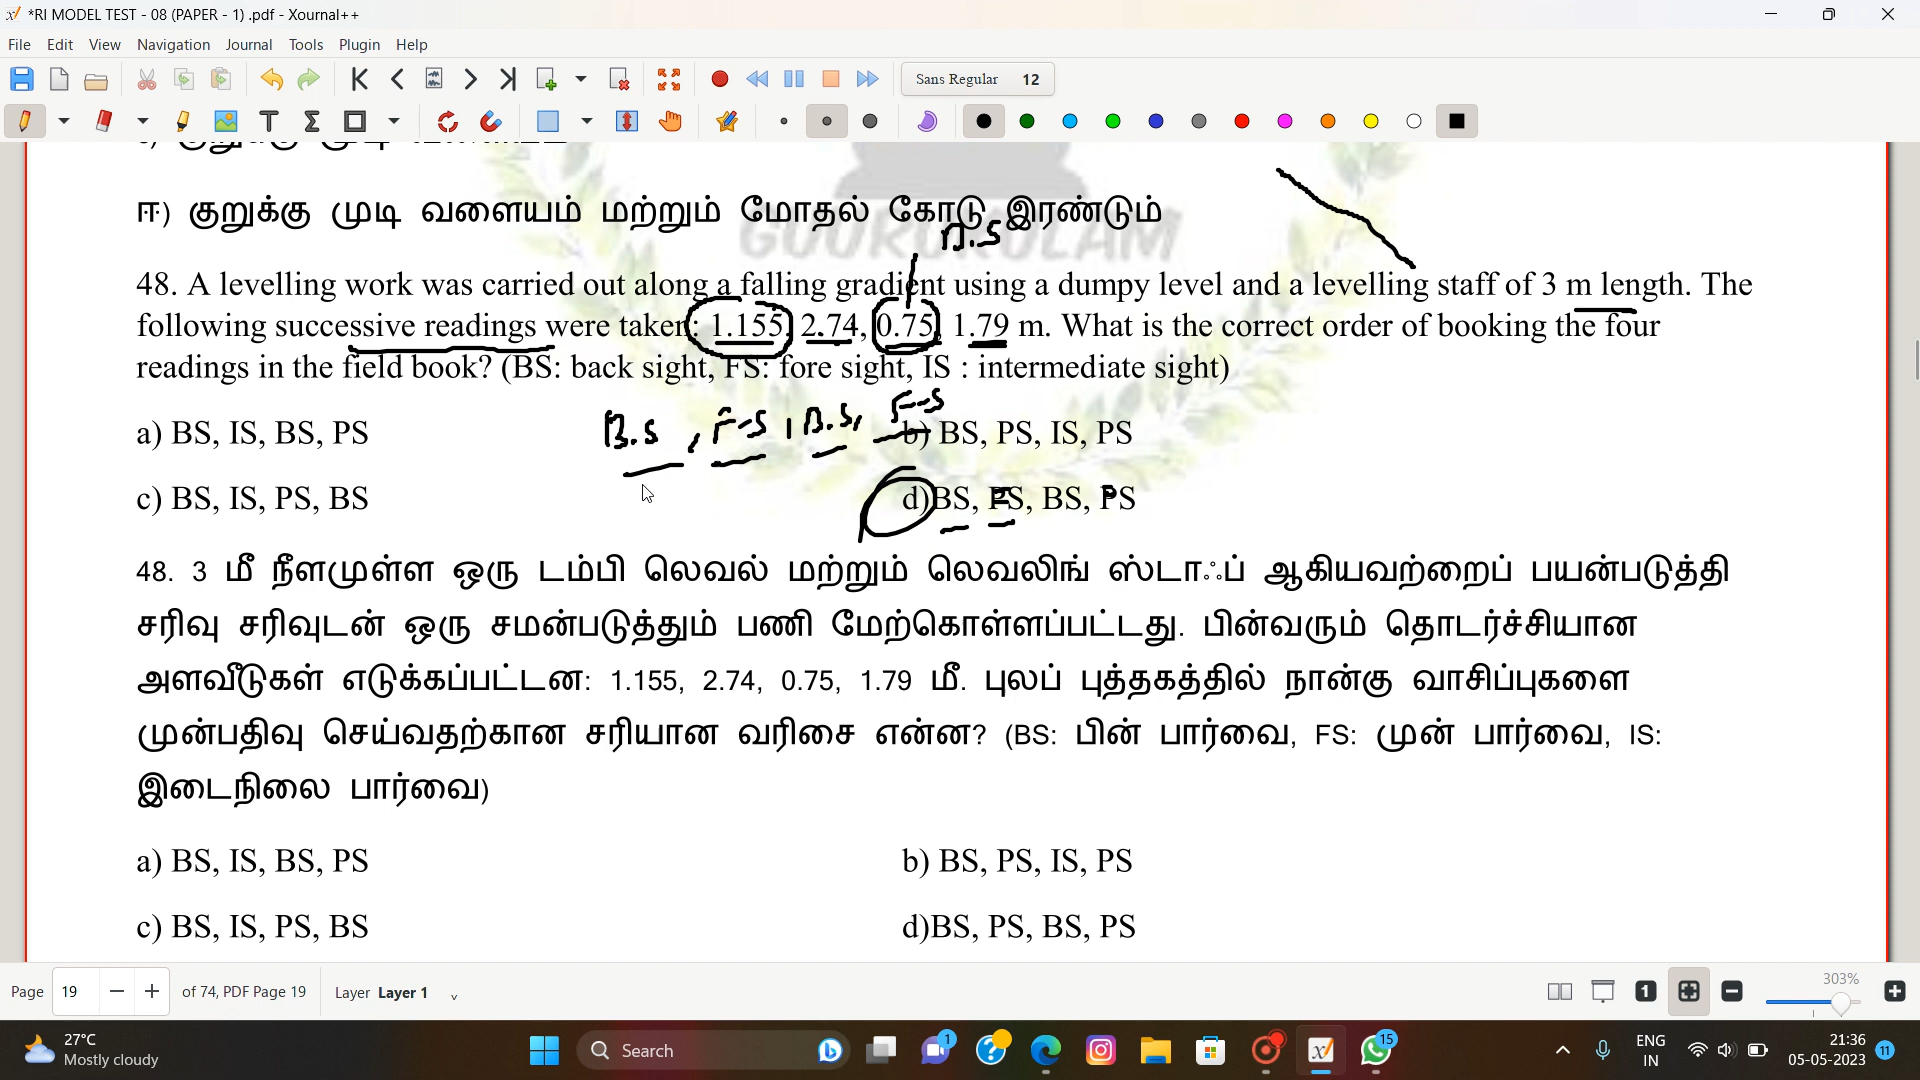 *RI MODEL TEST - 08 (PAPER - 1) .pdf - Xournal++
File Edit View Navigation Journal Tools Plugin Help
Sans Regular 12
ஈ) குறுக்கு முடி வளையம் மற்றும் மோதல் கோடு இரண்டும்
GUURUKULAM
B.S
48. A levelling work was carried out along a falling gradient using a dumpy level and a levelling staff of 3 m length. The
following successive readings were taken: 1.155, 2.74, 0.75, 1.79 m. What is the correct order of booking the four
readings in the field book? (BS: back sight, FS: fore sight, IS : intermediate sight)
B.S, F-S, B.S, F-S
a) BS, IS, BS, PS b) BS, PS, IS, PS
c) BS, IS, PS, BS d)BS, FS, BS, FS
48. 3 மீ நீளமுள்ள ஒரு டம்பி லெவல் மற்றும் லெவலிங் ஸ்டாஃப் ஆகியவற்றைப் பயன்படுத்தி
சரிவு சரிவுடன் ஒரு சமன்படுத்தும் பணி மேற்கொள்ளப்பட்டது. பின்வரும் தொடர்ச்சியான
அளவீடுகள் எடுக்கப்பட்டன: 1.155, 2.74, 0.75, 1.79 மீ. புலப் புத்தகத்தில் நான்கு வாசிப்புகளை
முன்பதிவு செய்வதற்கான சரியான வரிசை என்ன? (BS: பின் பார்வை, FS: முன் பார்வை, IS:
இடைநிலை பார்வை)
a) BS, IS, BS, PS b) BS, PS, IS, PS
c) BS, IS, PS, BS d)BS, PS, BS, PS
Page 19 of 74, PDF Page 19 Layer Layer 1 303%
27°C
Mostly cloudy
Search
1
15
ENG
IN
21:36
05-05-2023
11